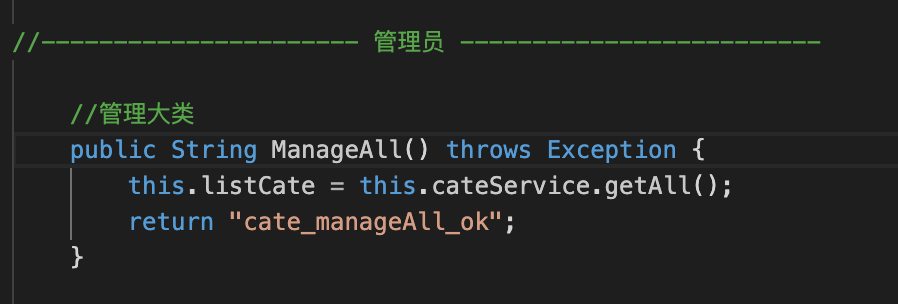 //---------------------- 管理员 -------------------------
//管理大类
public String ManageAll() throws Exception {
this.listCate = this.cateService.getAll();
return "cate_manageAll_ok";
}